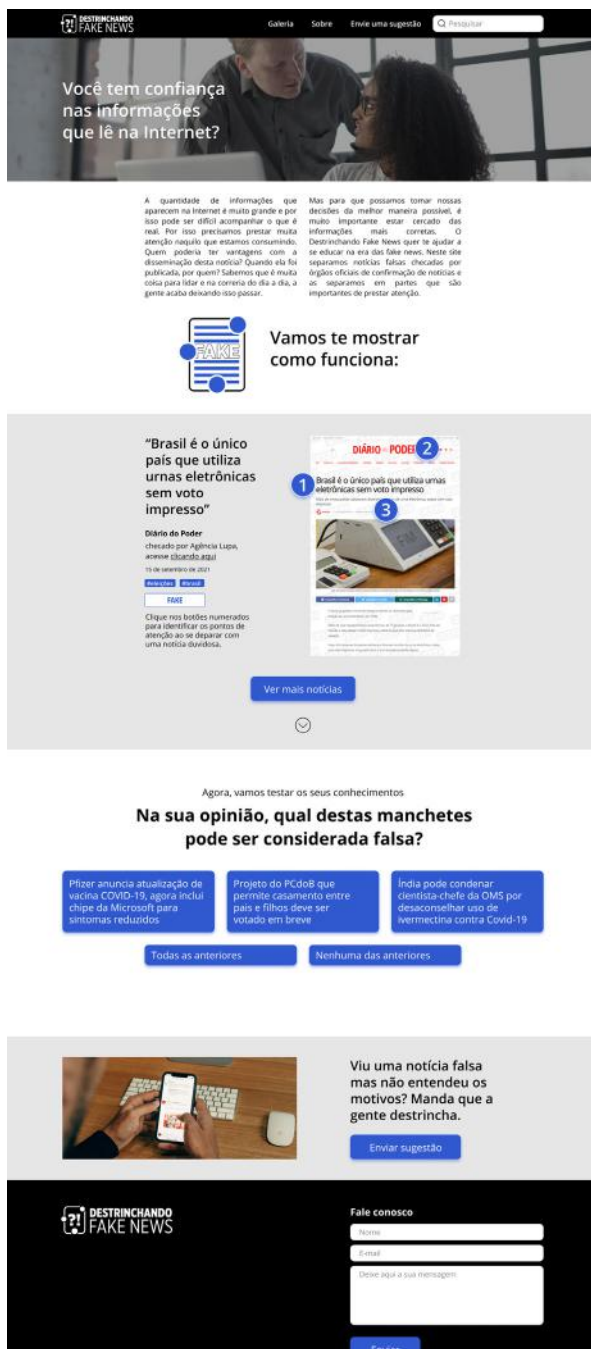 DESTRINCHANDO
FAKE NEWS
Galeria Sobre Envie uma sugestão Pesquisar
Você tem confiança
nas informações
que lê na Internet?
A quantidade de informações que
aparecem na Internet é muito grande e por
isso pode ser difícil acompanhar o que é
real. Por isso precisamos prestar muita
atenção naquilo que estamos consumindo.
Quem poderia ter vantagens com a
disseminação desta notícia? Quando ela foi
publicada, por quem? Sabemos que é muita
coisa para lidar e na correria do dia a dia, a
gente acaba deixando isso passar.
Mas para que possamos tomar nossas
decisões da melhor maneira possível, é
muito importante estar cercado das
informações mais corretas. O
Destrinchando Fake News quer te ajudar a
se educar na era das fake news. Neste site
separamos notícias falsas checadas por
órgãos oficiais de confirmação de notícias e
as separamos em partes que são
importantes de prestar atenção.
FAKE
Vamos te mostrar
como funciona:
“Brasil é o único
país que utiliza
urnas eletrônicas
sem voto
impresso”
Diário do Poder
checado por Agência Lupa,
acesse clicando aqui
15 de setembro de 2021
#eleições #brasil
FAKE
Clique nos botões numerados
para identificar os pontos de
atenção ao se deparar com
uma notícia duvidosa.
DIÁRIO DO PODER 2
1 Brasil é o único país que utiliza urnas
eletrônicas sem voto impresso
3
FIM
Ver mais notícias
Agora, vamos testar os seus conhecimentos
Na sua opinião, qual destas manchetes
pode ser considerada falsa?
Pfizer anuncia atualização de
vacina COVID-19, agora inclui
chipe da Microsoft para
sintomas reduzidos
Projeto do PCdoB que
permite casamento entre
pais e filhos deve ser
votado em breve
Índia pode condenar
cientista-chefe da OMS por
desaconselhar uso de
ivermectina contra Covid-19
Todas as anteriores
Nenhuma das anteriores
Viu uma notícia falsa
mas não entendeu os
motivos? Manda que a
gente destrincha.
Enviar sugestão
?! DESTRINCHANDO
FAKE NEWS
Fale conosco
Nome
E-mail
Deixe aqui a sua mensagem
Enviar